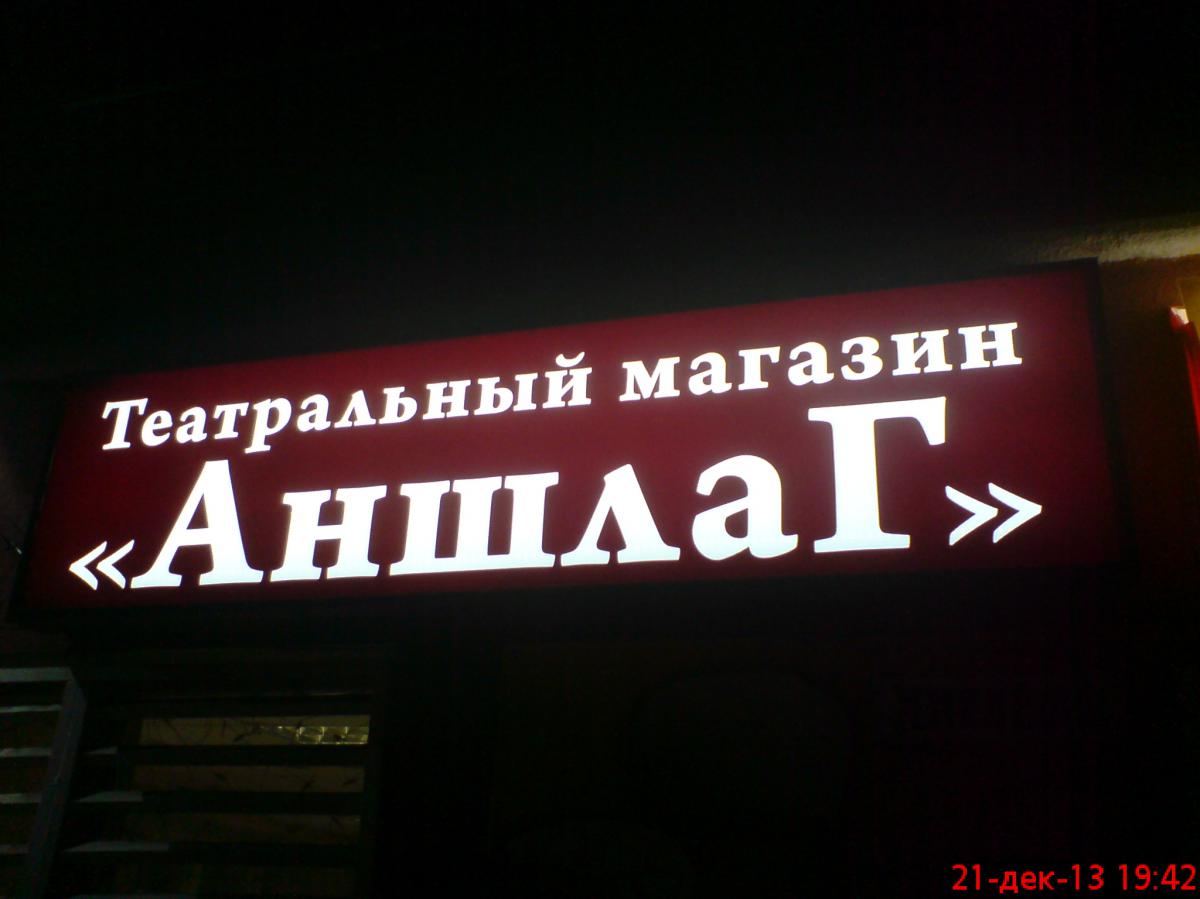 Театральный магазин
«АншлаГ»
21-дек-13 19:42